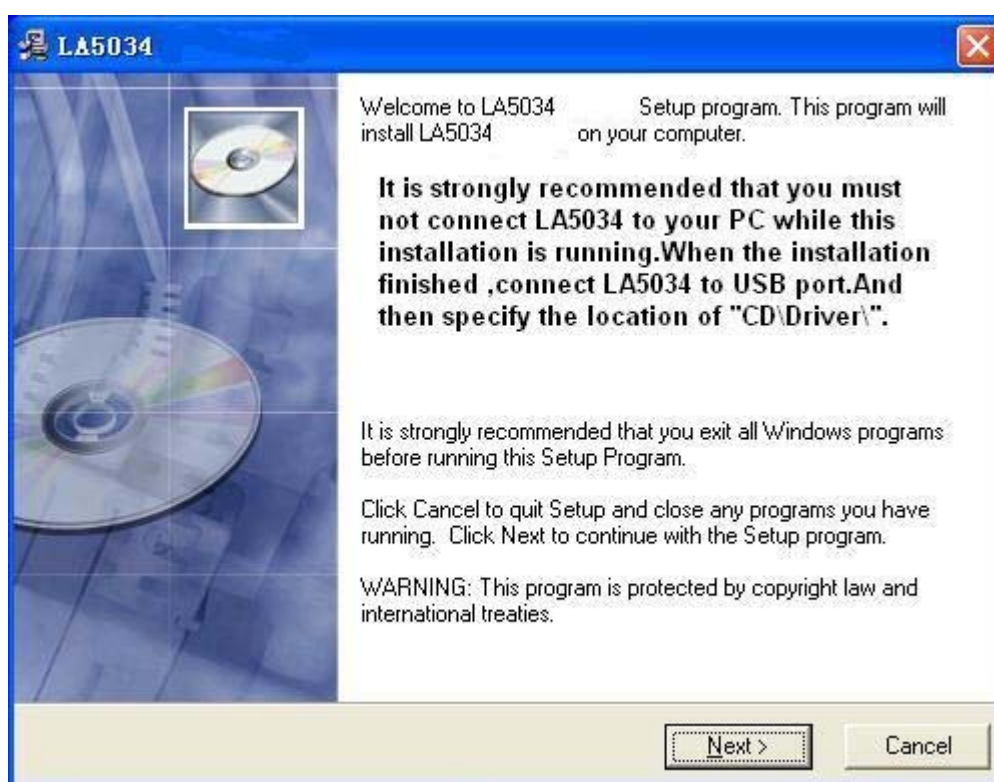 LA5034
Welcome to LA5034 Setup program. This program will
install LA5034 on your computer.
It is strongly recommended that you must
not connect LA5034 to your PC while this
installation is running.When the installation
finished ,connect LA5034 to USB port.And
then specify the location of "CD\Driver\".
It is strongly recommended that you exit all Windows programs
before running this Setup Program.
Click Cancel to quit Setup and close any programs you have
running.  Click Next to continue with the Setup program.
WARNING: This program is protected by copyright law and
international treaties.
Next >
Cancel